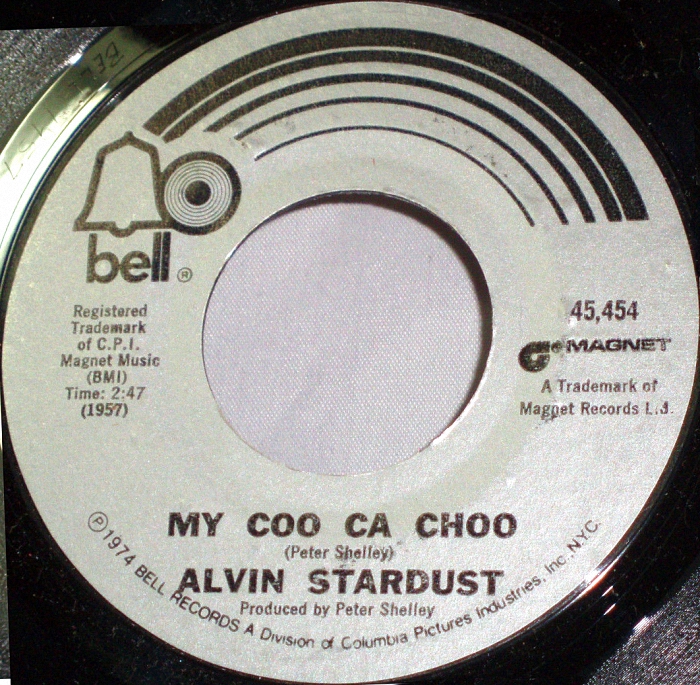 bell ®
Registered
Trademark
of C.P.I.
Magnet Music
(BMI)
Time: 2:47
(1957)
45,454
MAGNET
A Trademark of
Magnet Records
MY COO CA CHOO
(Peter Shelley)
ALVIN STARDUST
Produced by Peter Shelley
℗ 1974 BELL RECORDS A Division of Columbia Pictures Industries, Inc., N.Y.C.